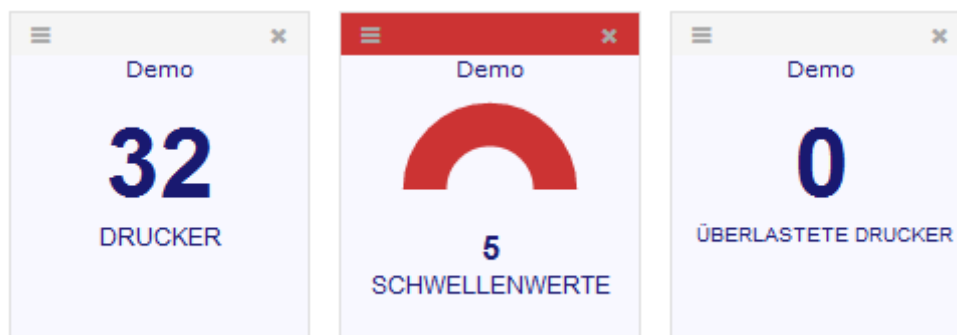 Demo
32
DRUCKER
Demo
5
SCHWELLENWERTE
Demo
0
ÜBERLASTETE DRUCKER